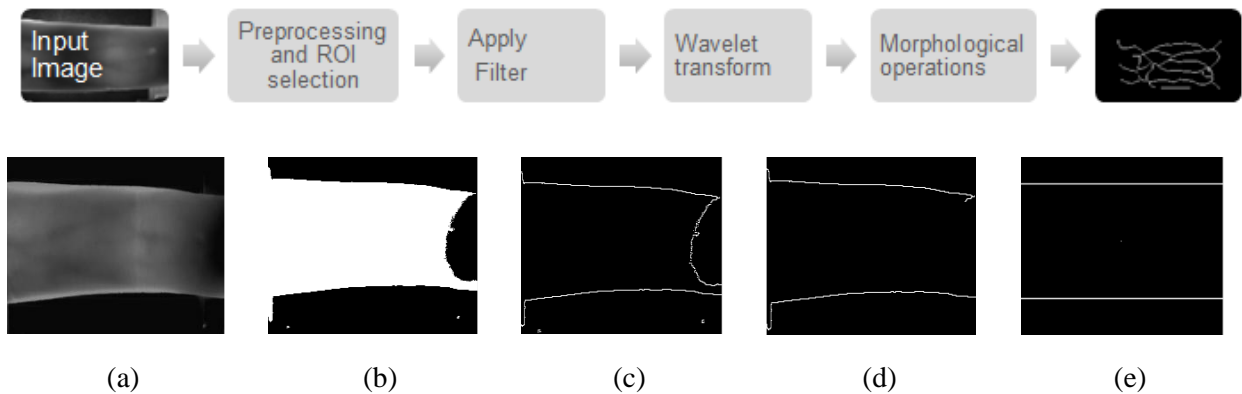 Input
Image
Preprocessing
and ROI
selection
Apply
Filter
Wavelet
transform
Morphological
operations
(a) (b) (c) (d) (e)